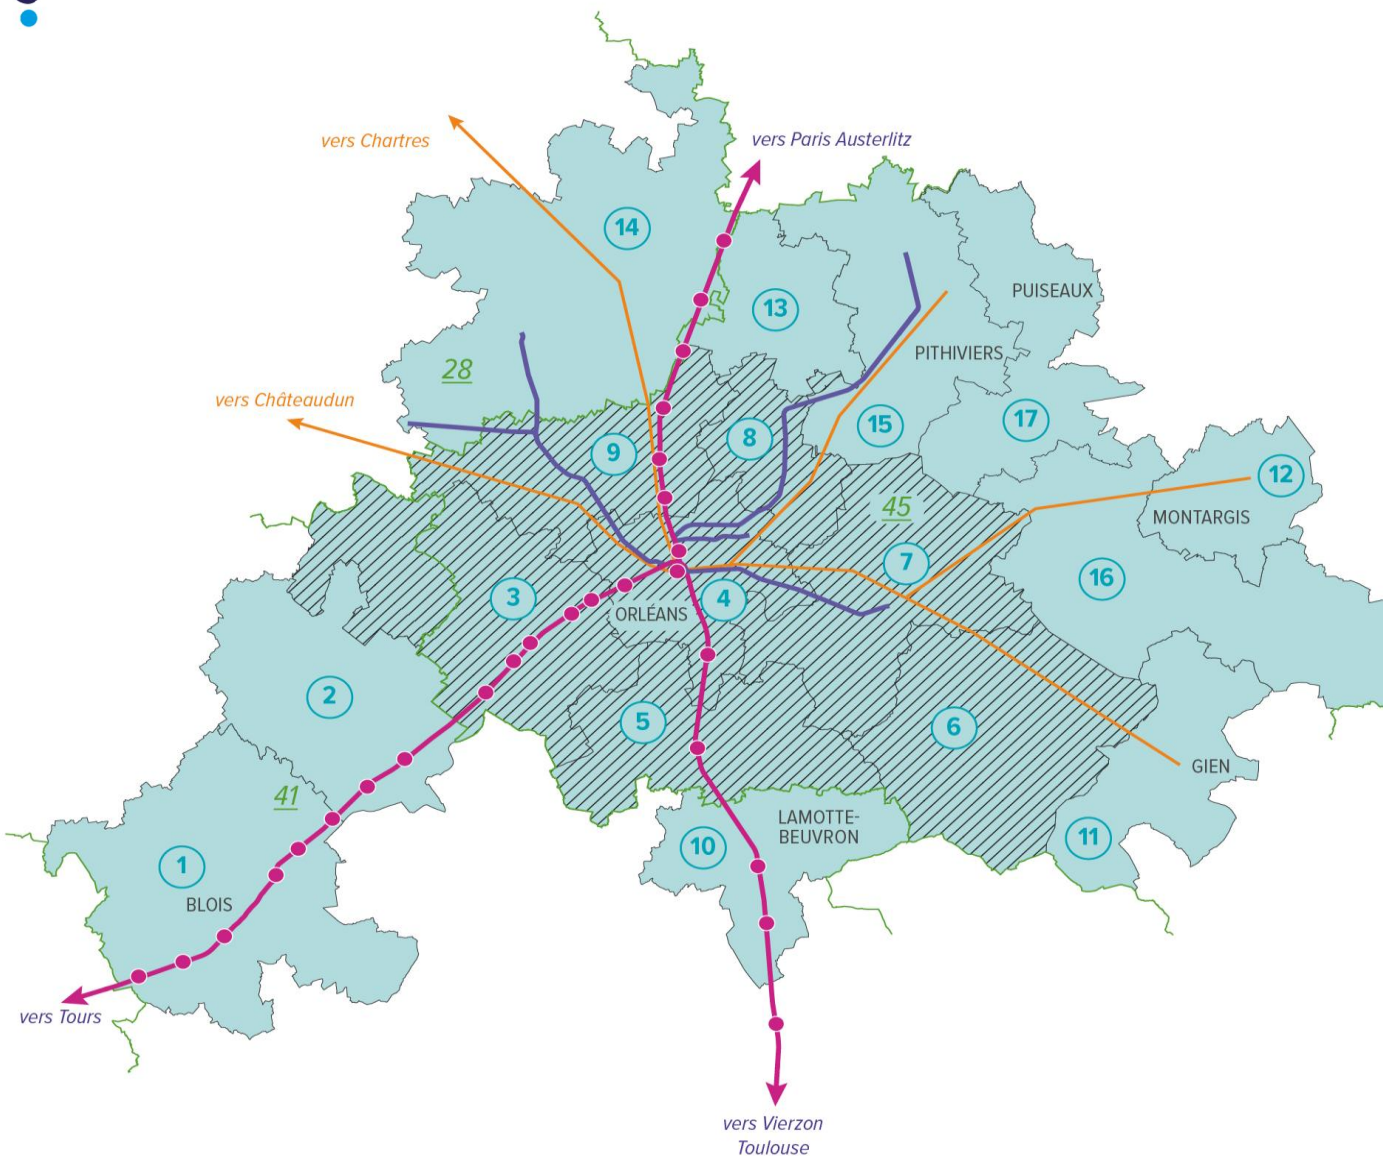 vers Chartres
vers Paris Austerlitz
14
13
PUISEAUX
PITHIVIERS
28
vers Châteaudun
17
15
8
9
12
45
MONTARGIS
7
16
3
ORLÉANS
4
2
5
6
GIEN
41
LAMOTTE-
BEUVRON
10
11
1
BLOIS
vers Tours
vers Vierzon
Toulouse